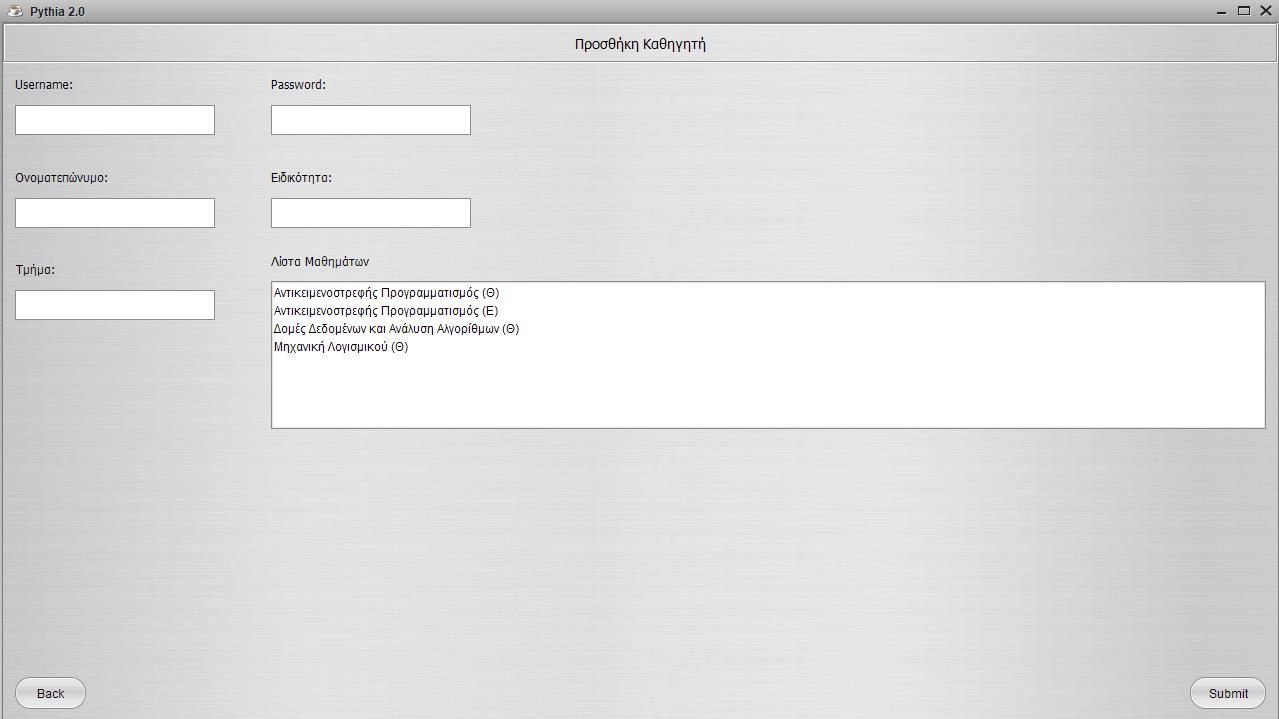 Pythia 2.0
Προσθήκη Καθηγητή
Username:
Password:
Ονοματεπώνυμο:
Ειδικότητα:
Τμήμα:
Λίστα Μαθημάτων
Αντικειμενοστρεφής Προγραμματισμός (Θ)
Αντικειμενοστρεφής Προγραμματισμός (Ε)
Δομές Δεδομένων και Ανάλυση Αλγορίθμων (Θ)
Μηχανική Λογισμικού (Θ)
Back
Submit